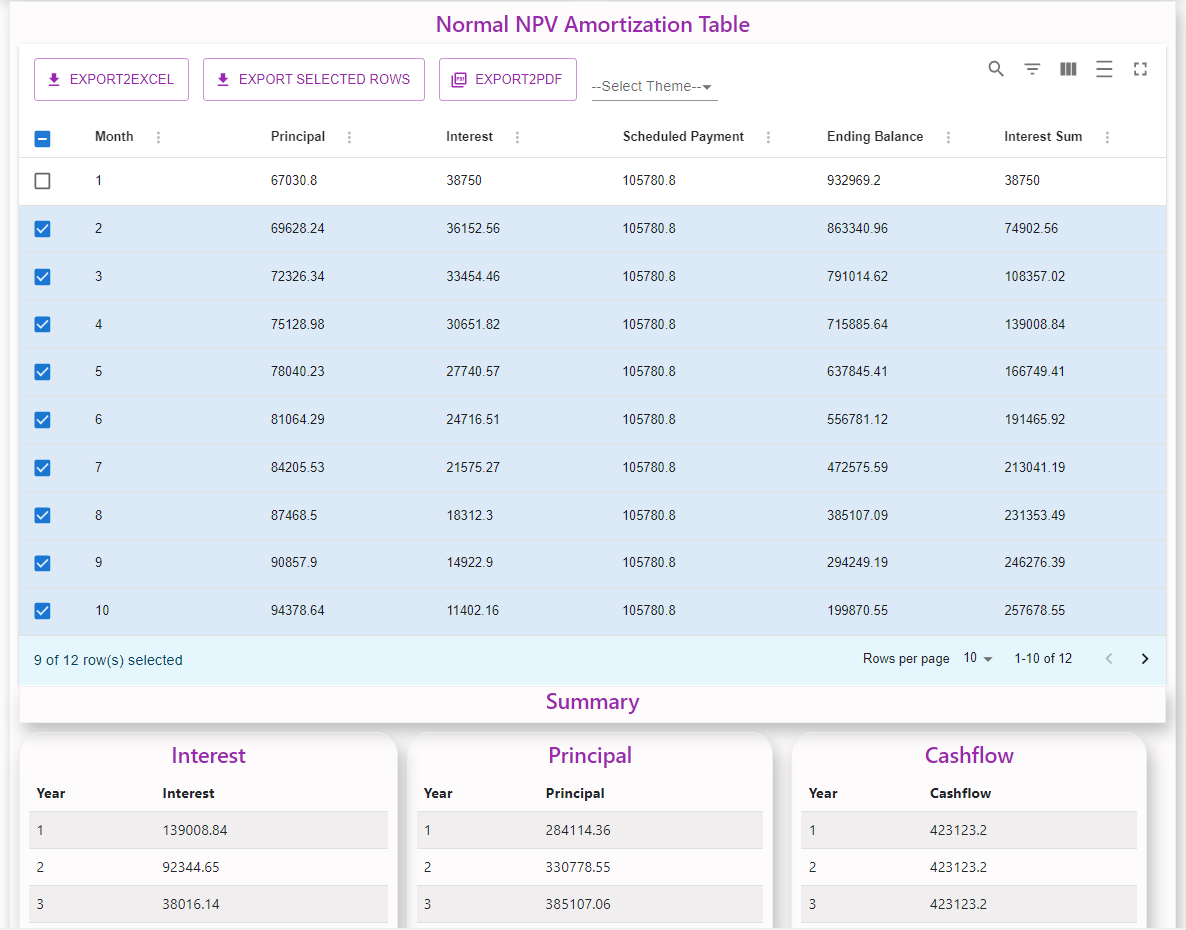 Normal NPV Amortization Table
EXPORT2EXCEL EXPORT SELECTED ROWS PDF EXPORT2PDF --Select Theme--
Month Principal Interest Scheduled Payment Ending Balance Interest Sum
1 67030.8 38750 105780.8 932969.2 38750
2 69628.24 36152.56 105780.8 863340.96 74902.56
3 72326.34 33454.46 105780.8 791014.62 108357.02
4 75128.98 30651.82 105780.8 715885.64 139008.84
5 78040.23 27740.57 105780.8 637845.41 166749.41
6 81064.29 24716.51 105780.8 556781.12 191465.92
7 84205.53 21575.27 105780.8 472575.59 213041.19
8 87468.5 18312.3 105780.8 385107.09 231353.49
9 90857.9 14922.9 105780.8 294249.19 246276.39
10 94378.64 11402.16 105780.8 199870.55 257678.55
9 of 12 row(s) selected Rows per page 10 1-10 of 12
Summary
Interest Principal Cashflow
Year Interest Year Principal Year Cashflow
1 139008.84 1 284114.36 1 423123.2
2 92344.65 2 330778.55 2 423123.2
3 38016.14 3 385107.06 3 423123.2